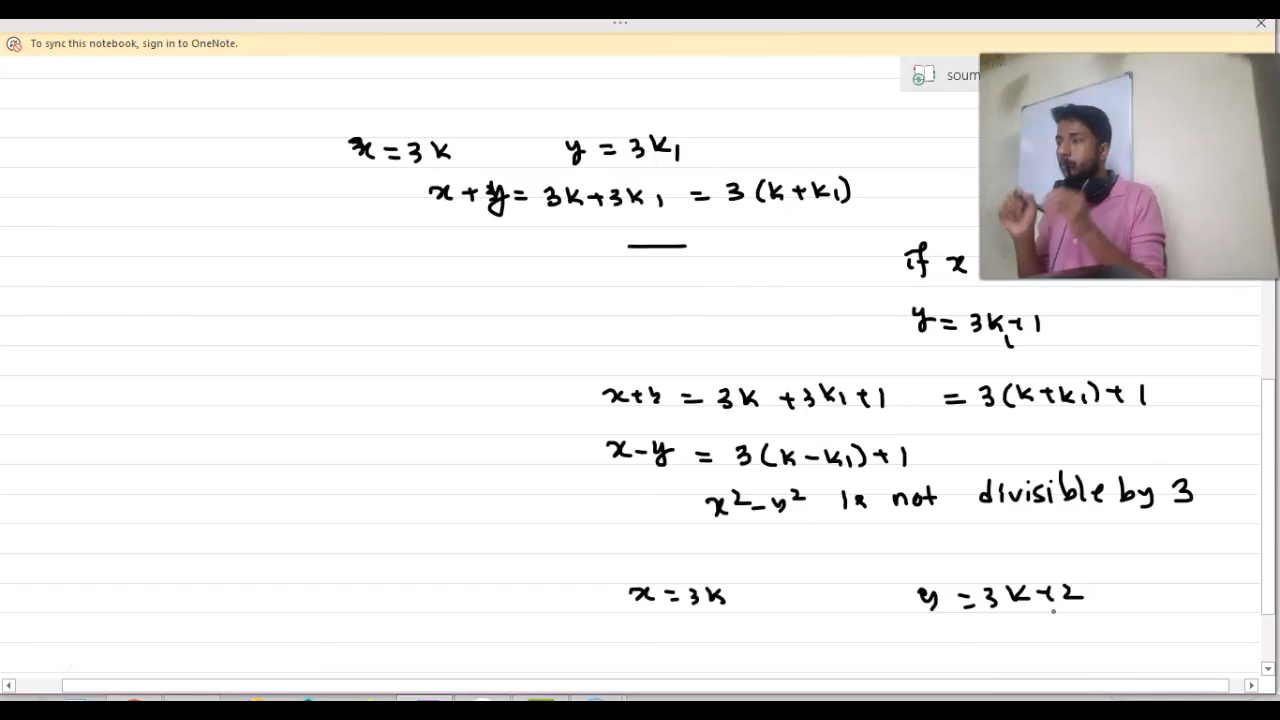 To sync this notebook, sign in to OneNote.
soum
x = 3k y = 3k₁
x + y = 3k + 3k₁ = 3(k + k₁)
if x
y = 3k₁ + 1
x + y = 3k + 3k₁ + 1 = 3(k + k₁) + 1
x - y = 3(k - k₁) + 1
x² - y² is not divisible by 3
x = 3k y = 3k + 2